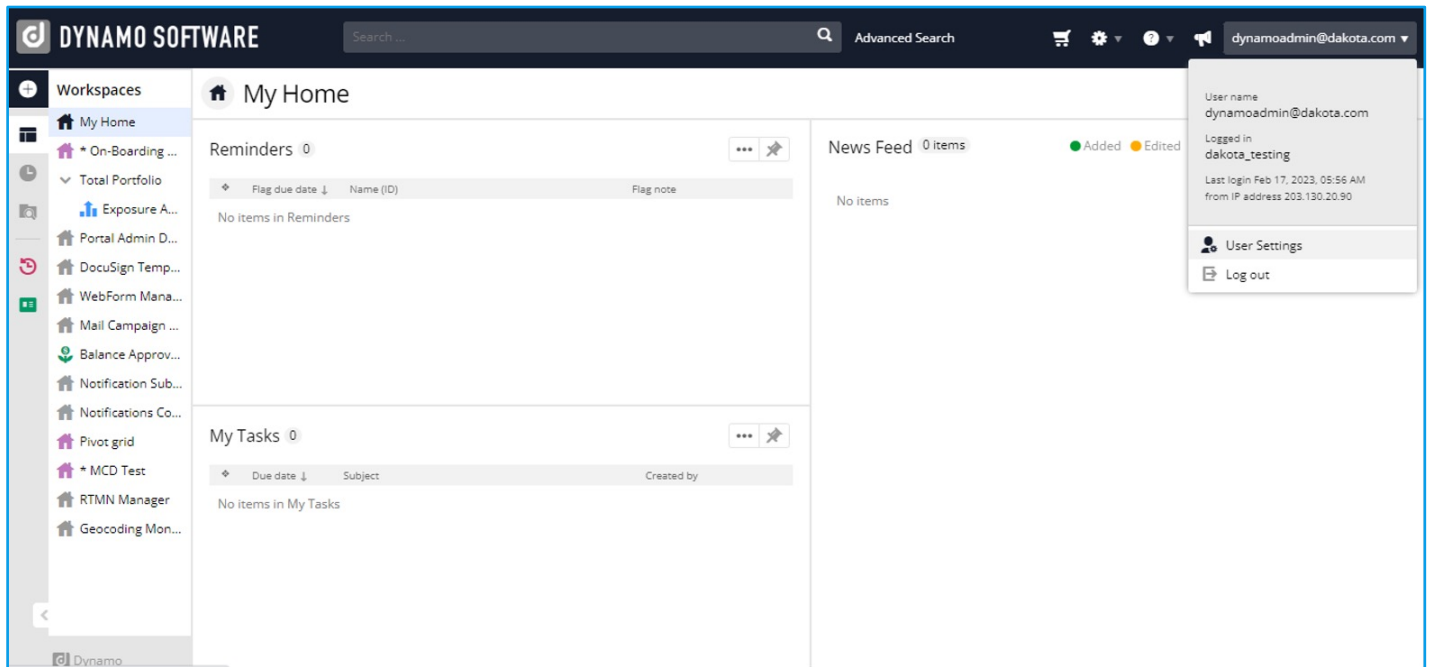 DYNAMO SOFTWARE
Search ...
Advanced Search
dynamoadmin@dakota.com
Workspaces
My Home
* On-Boarding ...
Total Portfolio
Exposure A...
Portal Admin D...
DocuSign Temp...
WebForm Mana...
Mail Campaign ...
Balance Approv...
Notification Sub...
Notifications Co...
Pivot grid
* MCD Test
RTMN Manager
Geocoding Mon...
Dynamo
My Home
Reminders 0
Flag due date ↓ Name (ID) Flag note
No items in Reminders
My Tasks 0
Due date ↓ Subject Created by
No items in My Tasks
News Feed 0 items
Added Edited
No items
User name
dynamoadmin@dakota.com
Logged in
dakota_testing
Last login Feb 17, 2023, 05:56 AM
from IP address 203.130.20.90
User Settings
Log out